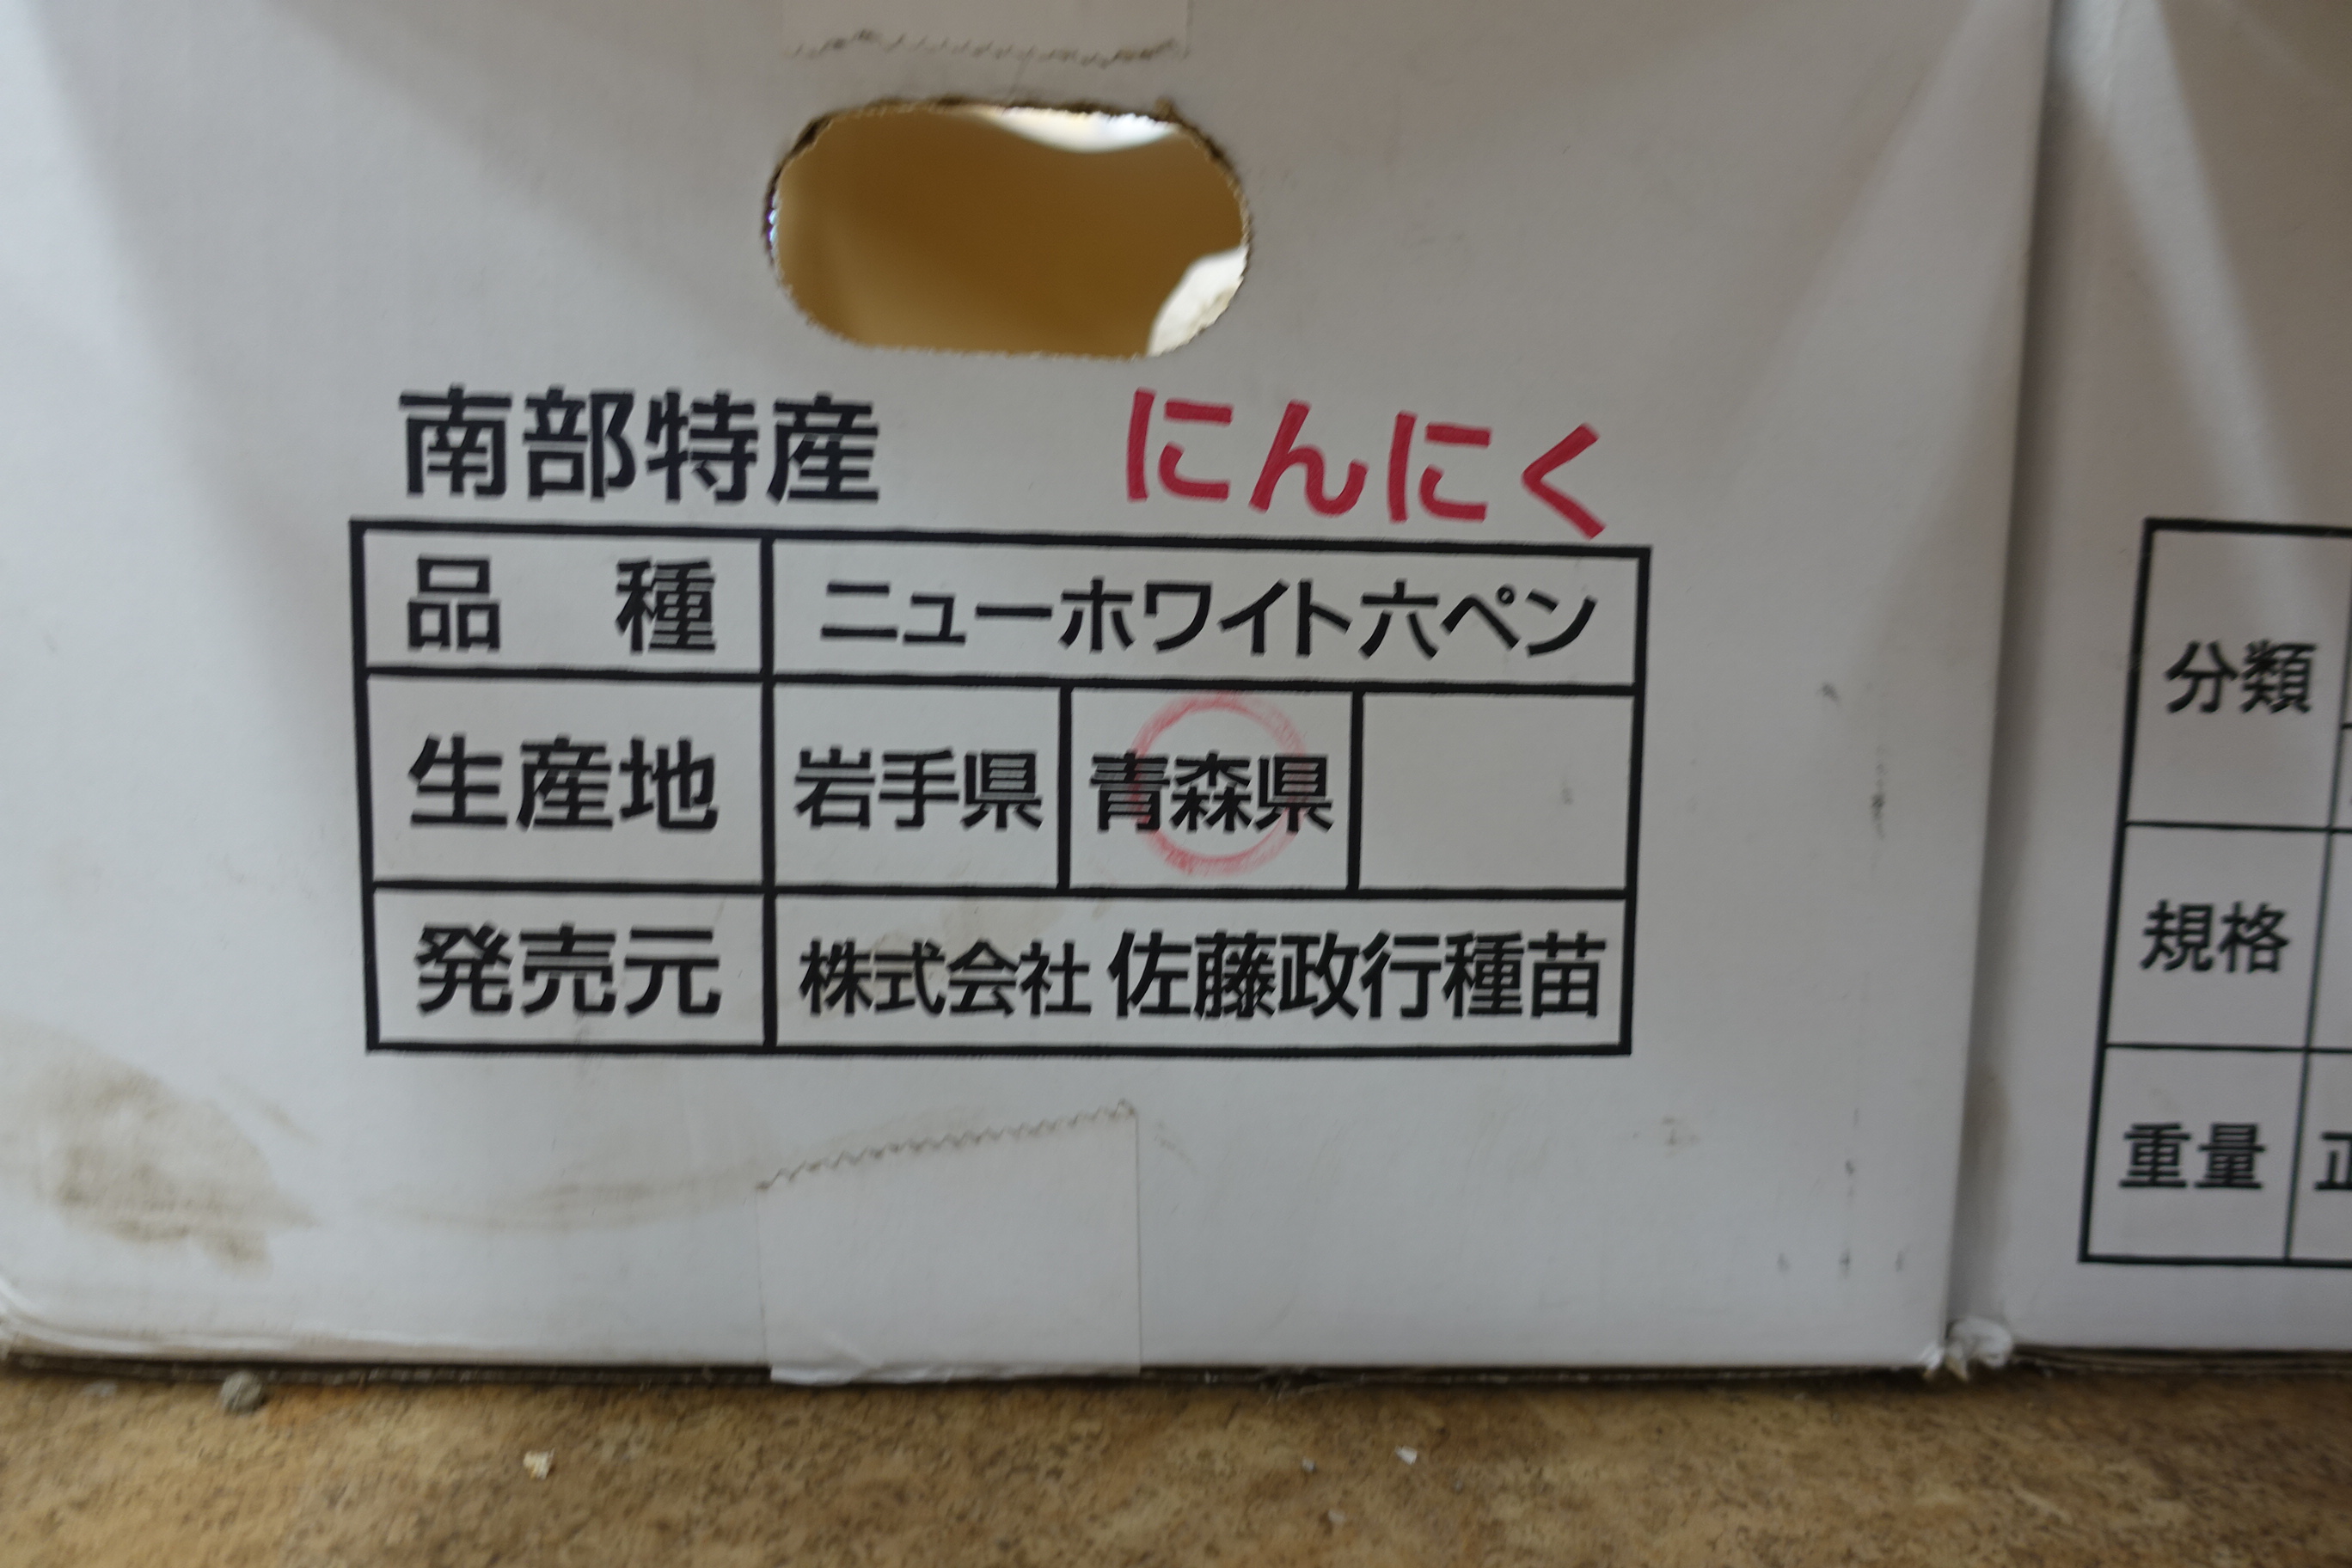 南部特産 にんにく
品種 ニューホワイト六ペン
生産地 岩手県 青森県
発売元 株式会社 佐藤政行種苗
分類
規格
重量 正